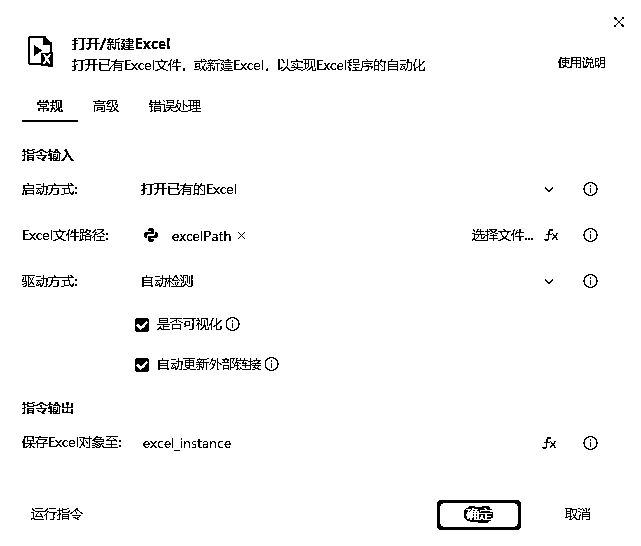 打开/新建Excel
打开已有Excel文件，或新建Excel，以实现Excel程序的自动化
使用说明
常规 高级 错误处理
指令输入
启动方式: 打开已有的Excel
Excel文件路径: excelPath × 选择文件... fx
驱动方式: 自动检测
是否可视化
自动更新外部链接
指令输出
保存Excel对象至: excel_instance fx
运行指令 确定 取消